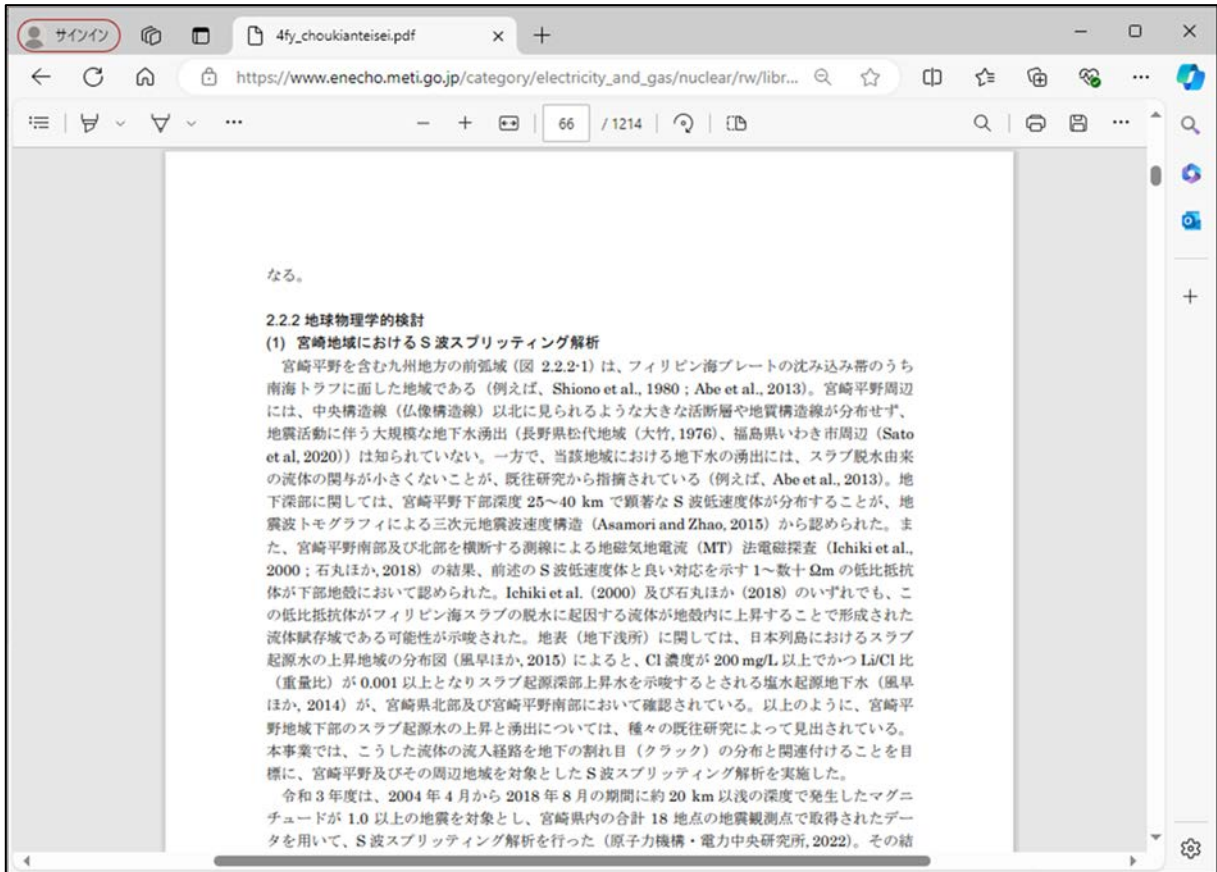 サインイン
4fy_choukianteisei.pdf
https://www.enecho.meti.go.jp/category/electricity_and_gas/nuclear/rw/libr...
66 / 1214
なる。
2.2.2 地球物理学的検討
(1) 宮崎地域における S 波スプリッティング解析
宮崎平野を含む九州地方の前弧域（図 2.2.2-1）は、フィリピン海プレートの沈み込み帯のうち
南海トラフに面した地域である（例えば、Shiono et al., 1980 ; Abe et al., 2013）。宮崎平野周辺
には、中央構造線（仏像構造線）以北に見られるような大きな活断層や地質構造線が分布せず、
地震活動に伴う大規模な地下水湧出（長野県松代地域（大竹, 1976）、福島県いわき市周辺（Sato
et al, 2020））は知られていない。一方で、当該地域における地下水の湧出には、スラブ脱水由来
の流体の関与が小さくないことが、既往研究から指摘されている（例えば、Abe et al., 2013）。地
下深部に関しては、宮崎平野下部深度 25～40 km で顕著な S 波低速度体が分布することが、地
震波トモグラフィによる三次元地震波速度構造（Asamori and Zhao, 2015）から認められた。ま
た、宮崎平野南部及び北部を横断する測線による地磁気地電流（MT）法電磁探査（Ichiki et al.,
2000 ; 石丸ほか, 2018）の結果、前述の S 波低速度体と良い対応を示す 1～数十 Ωm の低比抵抗
体が下部地殻において認められた。Ichiki et al.（2000）及び石丸ほか（2018）のいずれでも、こ
の低比抵抗体がフィリピン海スラブの脱水に起因する流体が地殻内に上昇することで形成された
流体賦存域である可能性が示唆された。地表（地下浅所）に関しては、日本列島におけるスラブ
起源水の上昇地域の分布図（風早ほか, 2015）によると、Cl 濃度が 200 mg/L 以上でかつ Li/Cl 比
（重量比）が 0.001 以上となりスラブ起源深部上昇水を示唆するとされる塩水起源地下水（風早
ほか, 2014）が、宮崎県北部及び宮崎平野南部において確認されている。以上のように、宮崎平
野地域下部のスラブ起源水の上昇と湧出については、種々の既往研究によって見出されている。
本事業では、こうした流体の流入経路を地下の割れ目（クラック）の分布と関連付けることを目
標に、宮崎平野及びその周辺地域を対象とした S 波スプリッティング解析を実施した。
令和 3 年度は、2004 年 4 月から 2018 年 8 月の期間に約 20 km 以浅の深度で発生したマグニ
チュードが 1.0 以上の地震を対象とし、宮崎県内の合計 18 地点の地震観測点で取得されたデー
タを用いて、S 波スプリッティング解析を行った（原子力機構・電力中央研究所, 2022）。その結